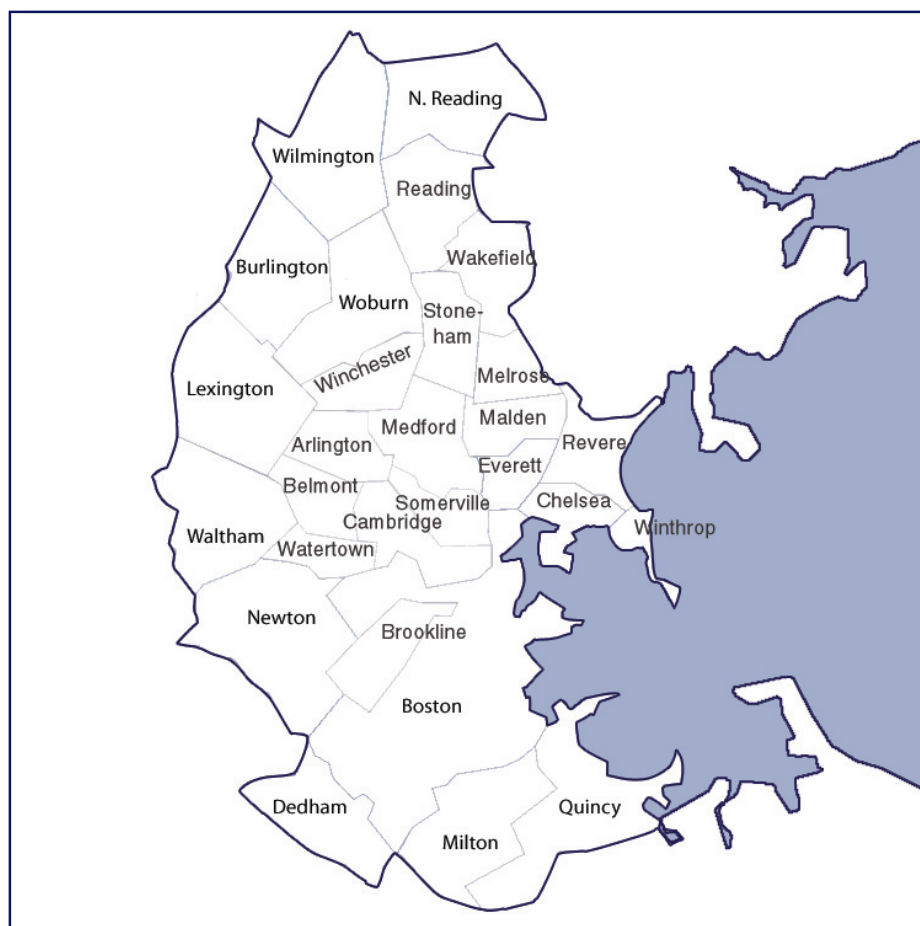 N. Reading
Wilmington
Reading
Wakefield
Burlington
Woburn
Stone-
ham
Winchester
Melrose
Lexington
Malden
Medford
Arlington
Revere
Everett
Belmont
Chelsea
Somerville
Cambridge
Winthrop
Waltham
Watertown
Newton
Brookline
Boston
Dedham
Quincy
Milton